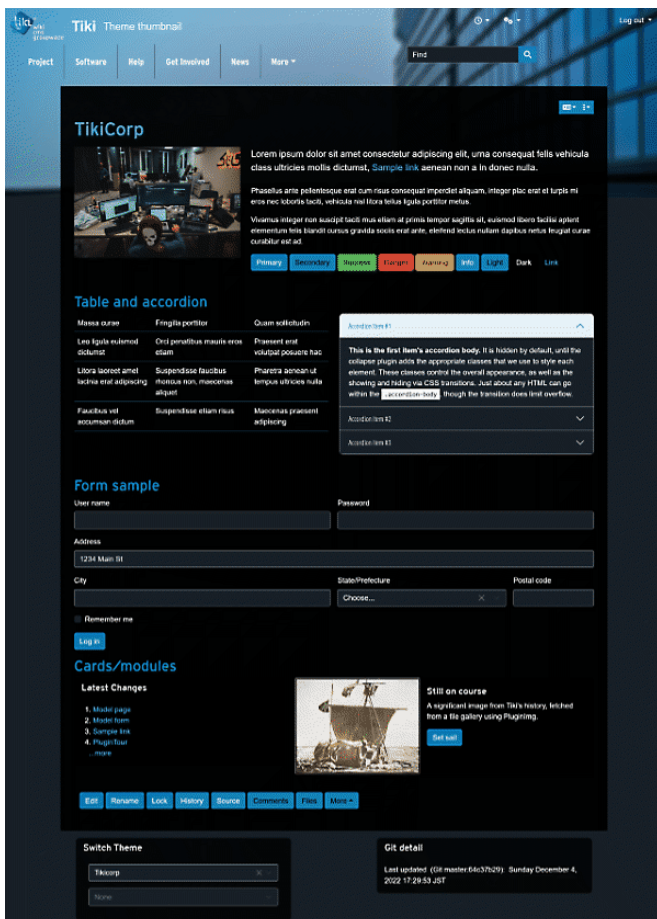 tiki wiki cms groupware
Tiki Theme thumbnail
Log out
Project Software Help Get Involved News More
Find
TikiCorp
Lorem ipsum dolor sit amet consectetur adipiscing elit, urna consequat felis vehicula
class ultricies mollis dictumst, Sample link aenean non a in donec nulla.
Phasellus ante pellentesque erat cum risus consequat imperdiet aliquam, integer plac erat et turpis mi
eros nec lobortis taciti, vehicula nisl litora tellus ligula porttitor metus.
Vivamus integer non suscipit taciti mus etiam at primis tempor sagittis sit, euismod libero facilisi aptent
elementum felis blandit cursus gravida sociis erat ante, eleifend lectus nullam dapibus netus feugiat curae
curabitur est ad.
Primary Secondary Success Danger Warning Info Light Dark Link
Table and accordion
Massa curae Fringilla porttitor Quam sollicitudin
Leo ligula euismod Orci penatibus mauris eros Praesent erat
dictumst etiam volutpat posuere hac
Litora laoreet amet Suspendisse faucibus Pharetra aenean ut
lacinia erat adipiscing rhoncus non, maecenas tempus ultricies nulla
aliquet
Faucibus vel Suspendisse etiam risus Maecenas praesent
accumsan dictum adipiscing
Accordion Item #1
This is the first item's accordion body. It is hidden by default, until the
collapse plugin adds the appropriate classes that we use to style each
element. These classes control the overall appearance, as well as the
showing and hiding via CSS transitions. Just about any HTML can go
within the .accordion-body, though the transition does limit overflow.
Accordion Item #2
Accordion Item #3
Form sample
User name Password
Address
1234 Main St
City State/Prefecture Postal code
Choose...
Remember me
Log in
Cards/modules
Latest Changes
1. Model page
2. Model form
3. Sample link
4. PluginTour
...more
Still on course
A significant image from Tiki's history, fetched
from a file gallery using PluginImg.
Set sail
Edit Rename Lock History Source Comments Files More
Switch Theme
Tikicorp
None
Git detail
Last updated (Git:master:64c37b29): Sunday December 4,
2022 17:29:53 JST